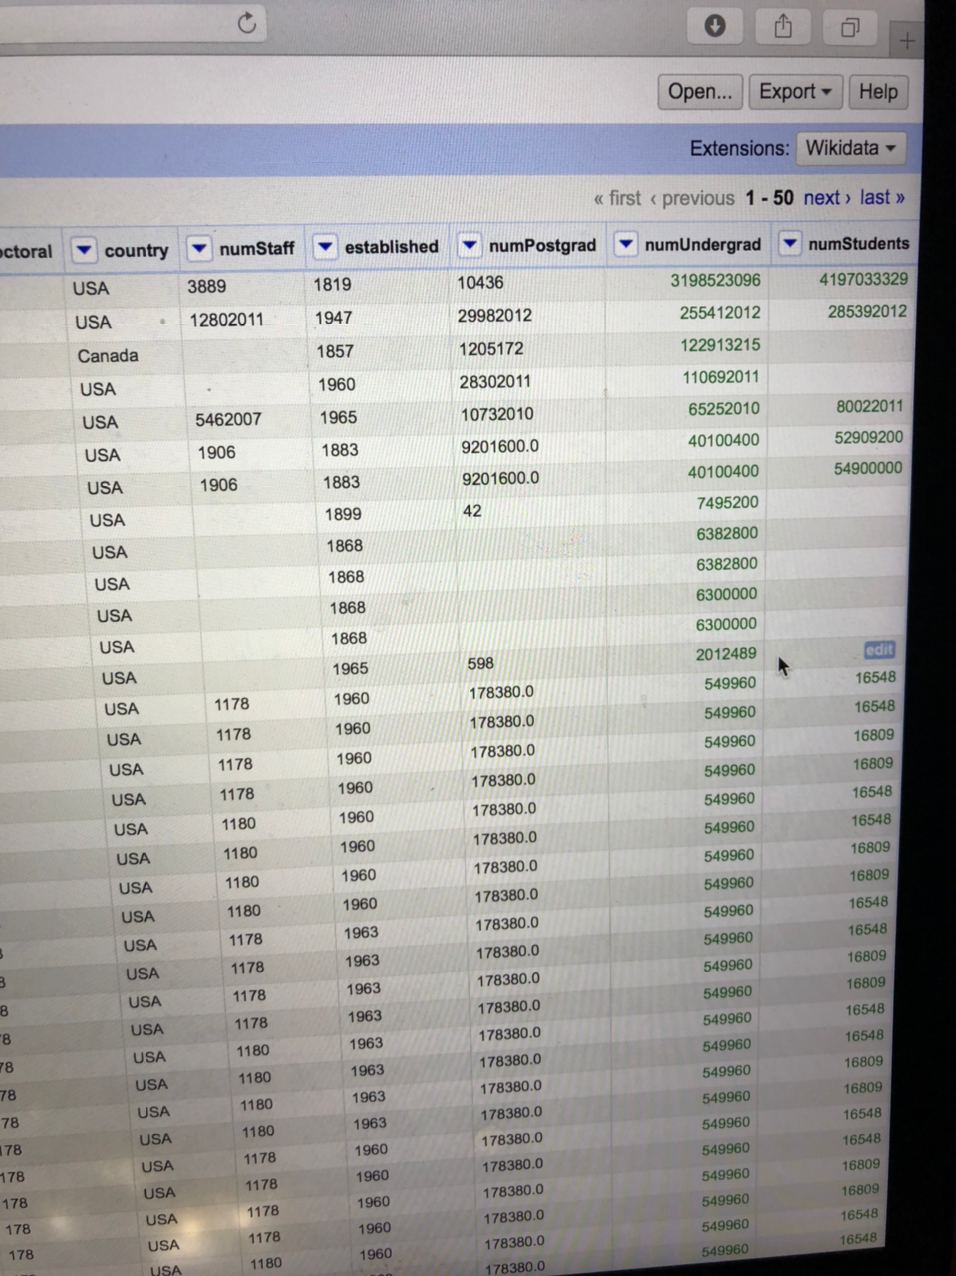 Open... Export Help
Extensions: Wikidata
« first ‹ previous 1 - 50 next › last »
octoral country numStaff established numPostgrad numUndergrad numStudents
USA 3889 1819 10436 3198523096 4197033329
USA 12802011 1947 29982012 255412012 285392012
Canada 1857 1205172 122913215
USA 1960 28302011 110692011
USA 5462007 1965 10732010 65252010 80022011
USA 1906 1883 9201600.0 40100400 52909200
USA 1906 1883 9201600.0 40100400 54900000
USA 1899 42 7495200
USA 1868 6382800
USA 1868 6382800
USA 1868 6300000
USA 1868 6300000
USA 1965 598 2012489 edit
USA 1178 1960 178380.0 549960 16548
USA 1178 1960 178380.0 549960 16548
USA 1178 1960 178380.0 549960 16809
USA 1178 1960 178380.0 549960 16809
USA 1180 1960 178380.0 549960 16548
USA 1180 1960 178380.0 549960 16548
USA 1180 1960 178380.0 549960 16809
USA 1180 1960 178380.0 549960 16809
USA 1178 1963 178380.0 549960 16548
8 USA 1178 1963 178380.0 549960 16548
8 USA 1178 1963 178380.0 549960 16809
8 USA 1178 1963 178380.0 549960 16809
78 USA 1180 1963 178380.0 549960 16548
78 USA 1180 1963 178380.0 549960 16548
78 USA 1180 1963 178380.0 549960 16809
178 USA 1180 1963 178380.0 549960 16809
178 USA 1178 1960 178380.0 549960 16548
178 USA 1178 1960 178380.0 549960 16548
178 USA 1178 1960 178380.0 549960 16809
178 USA 1178 1960 178380.0 549960 16809
USA 1180 1960 178380.0 549960 16548
178380.0 549960 16548